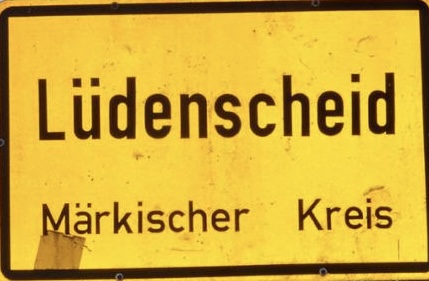 Lüdenscheid
Märkischer Kreis